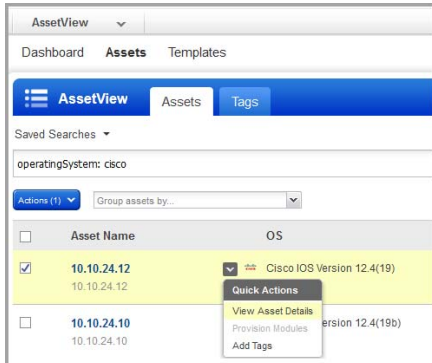 AssetView
Dashboard Assets Templates
AssetView Assets Tags
Saved Searches
operatingSystem: cisco
Actions (1) Group assets by...
Asset Name OS
10.10.24.12 Cisco IOS Version 12.4(19)
10.10.24.12
Quick Actions
View Asset Details
10.10.24.10 ersion 12.4(19b)
Provision Modules
10.10.24.10
Add Tags